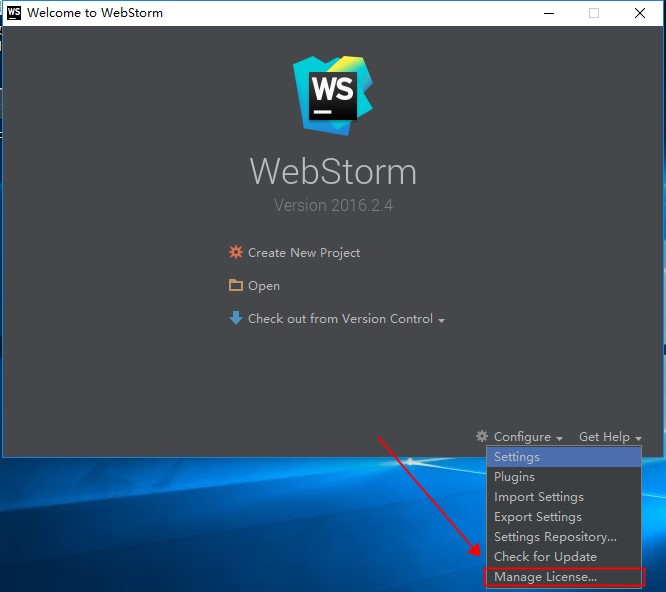 WS Welcome to WebStorm
WS
WebStorm
Version 2016.2.4
Create New Project
Open
Check out from Version Control
Configure Get Help
Settings
Plugins
Import Settings
Export Settings
Settings Repository...
Check for Update
Manage License...